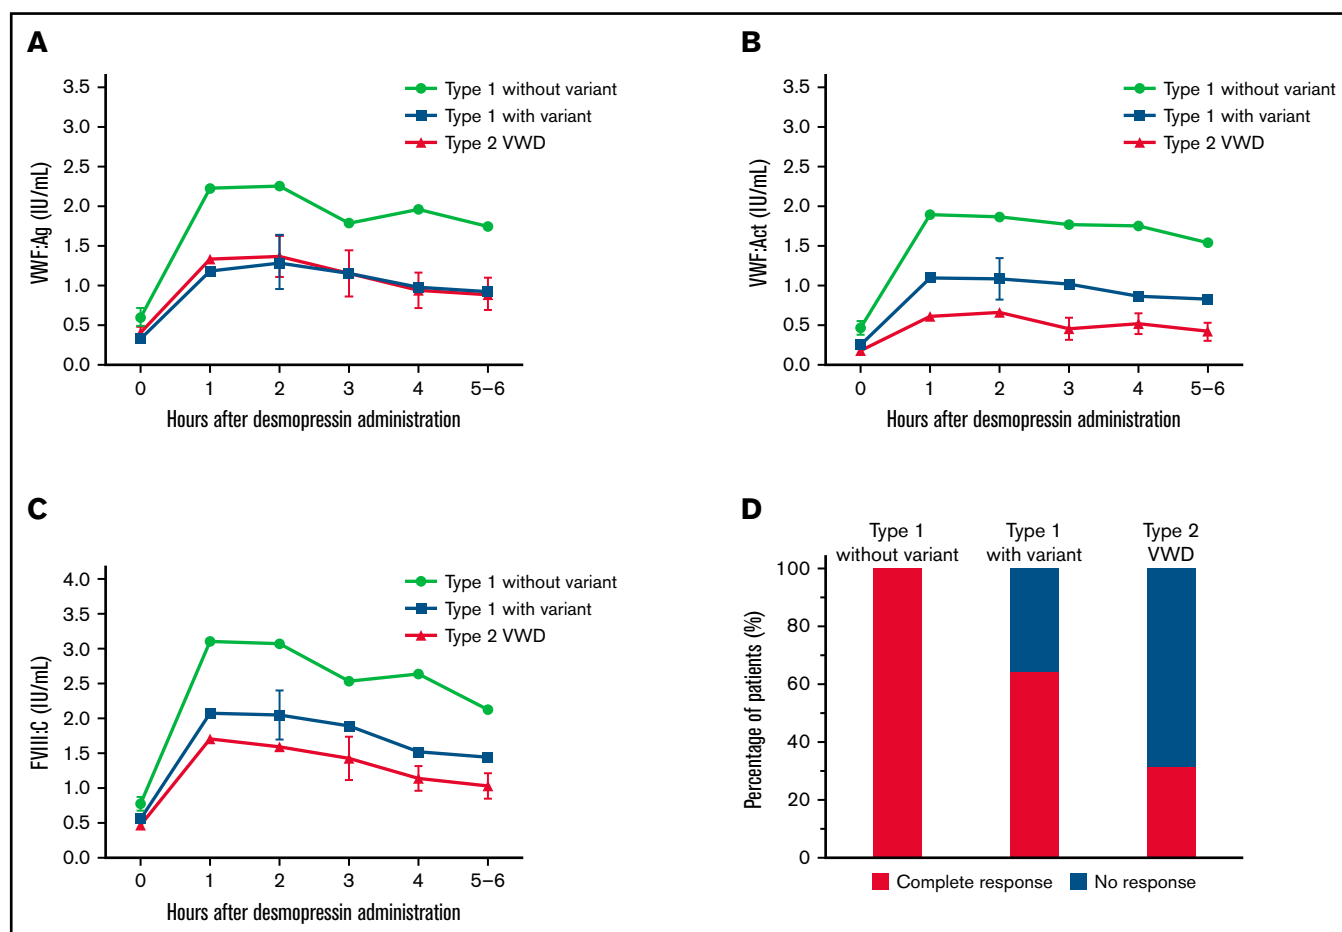 A
VWF:Ag (IU/mL)
3.5
3.0
2.5
2.0
1.5
1.0
0.5
0.0
Type 1 without variant
Type 1 with variant
Type 2 VWD
0 1 2 3 4 5–6
Hours after desmopressin administration
B
VWF:Act (IU/mL)
3.5
3.0
2.5
2.0
1.5
1.0
0.5
0.0
Type 1 without variant
Type 1 with variant
Type 2 VWD
0 1 2 3 4 5–6
Hours after desmopressin administration
C
FVIII:C (IU/mL)
4.0
3.5
3.0
2.5
2.0
1.5
1.0
0.5
0.0
Type 1 without variant
Type 1 with variant
Type 2 VWD
0 1 2 3 4 5–6
Hours after desmopressin administration
D
Type 1
without variant
Type 1
with variant
Type 2
VWD
Percentage of patients (%)
100
80
60
40
20
0
Complete response
No response